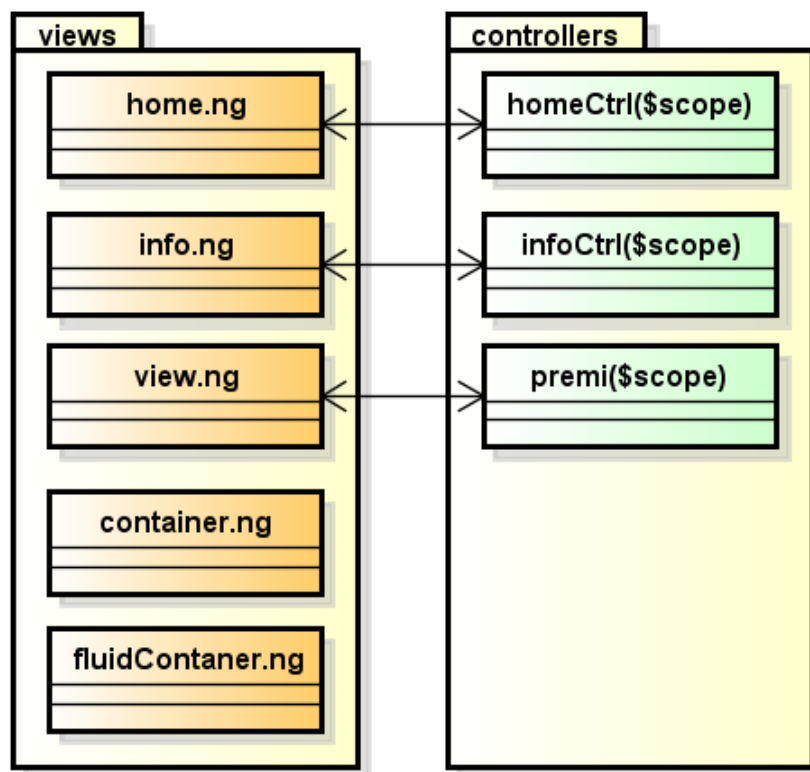 views
controllers
home.ng
homeCtrl($scope)
info.ng
infoCtrl($scope)
view.ng
premi($scope)
container.ng
fluidContaner.ng